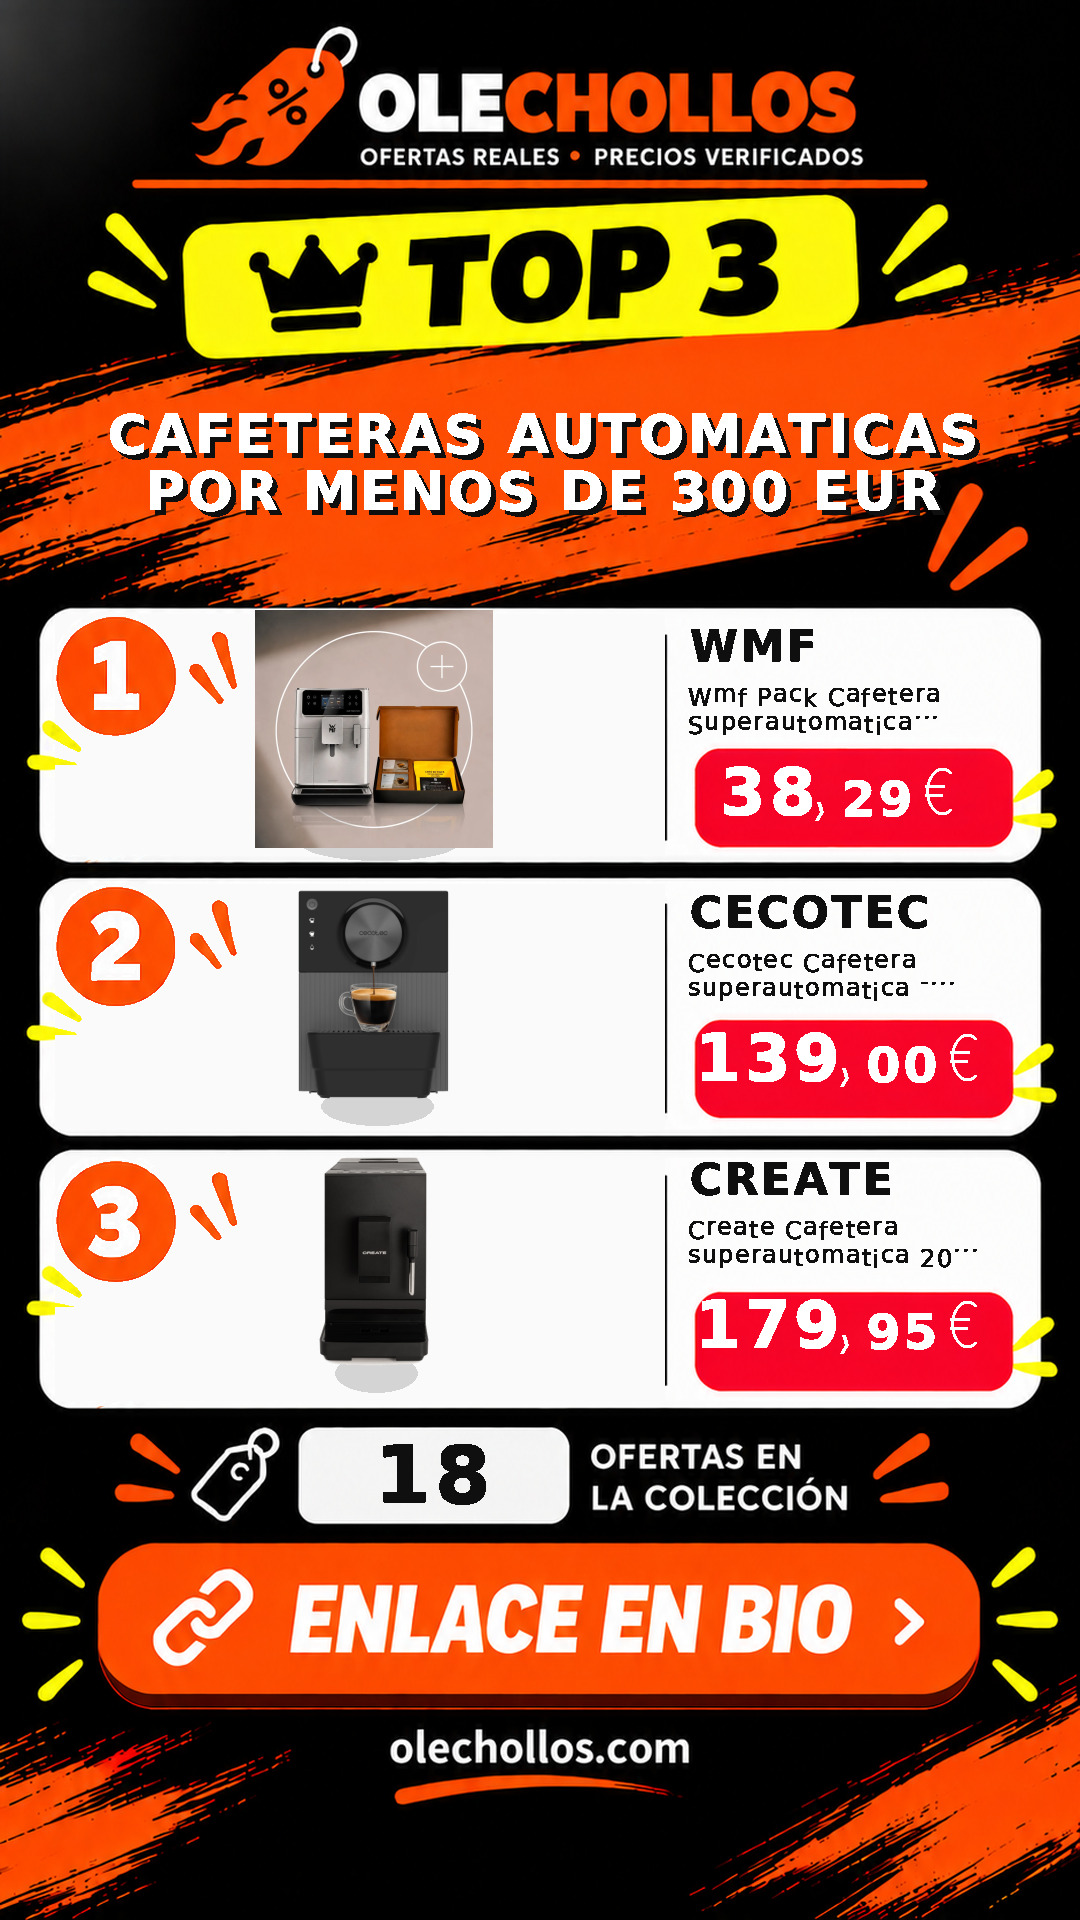 OLECHOLLOS
OFERTAS REALES • PRECIOS VERIFICADOS
TOP 3
CAFETERAS AUTOMATICAS
POR MENOS DE 300 EUR
1
WMF
Wmf Pack Cafetera
Superautomatica...
38,29€
2
CECOTEC
Cecotec Cafetera
superautomatica -...
139,00€
3
CREATE
CREATE
Create Cafetera
superautomatica 20...
179,95€
18
OFERTAS EN
LA COLECCIÓN
ENLACE EN BIO
olechollos.com